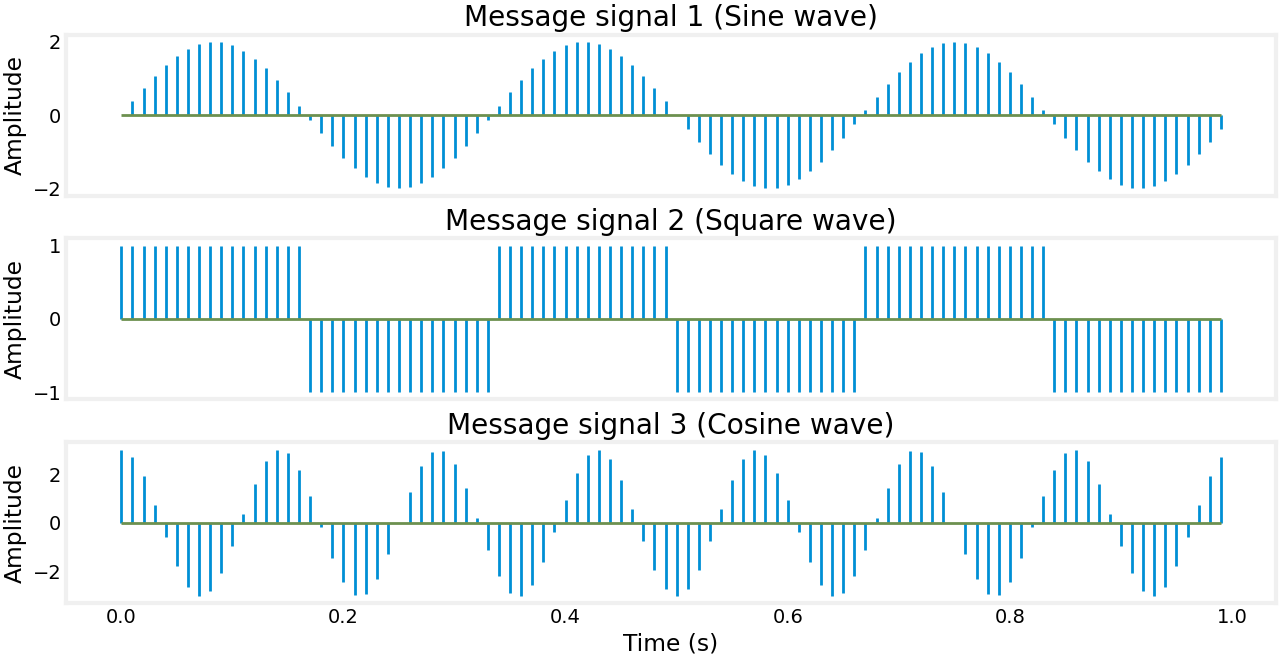 Message signal 1 (Sine wave)
Amplitude
2
0
−2
Message signal 2 (Square wave)
Amplitude
1
0
−1
Message signal 3 (Cosine wave)
Amplitude
2
0
−2
0.0 0.2 0.4 0.6 0.8 1.0
Time (s)